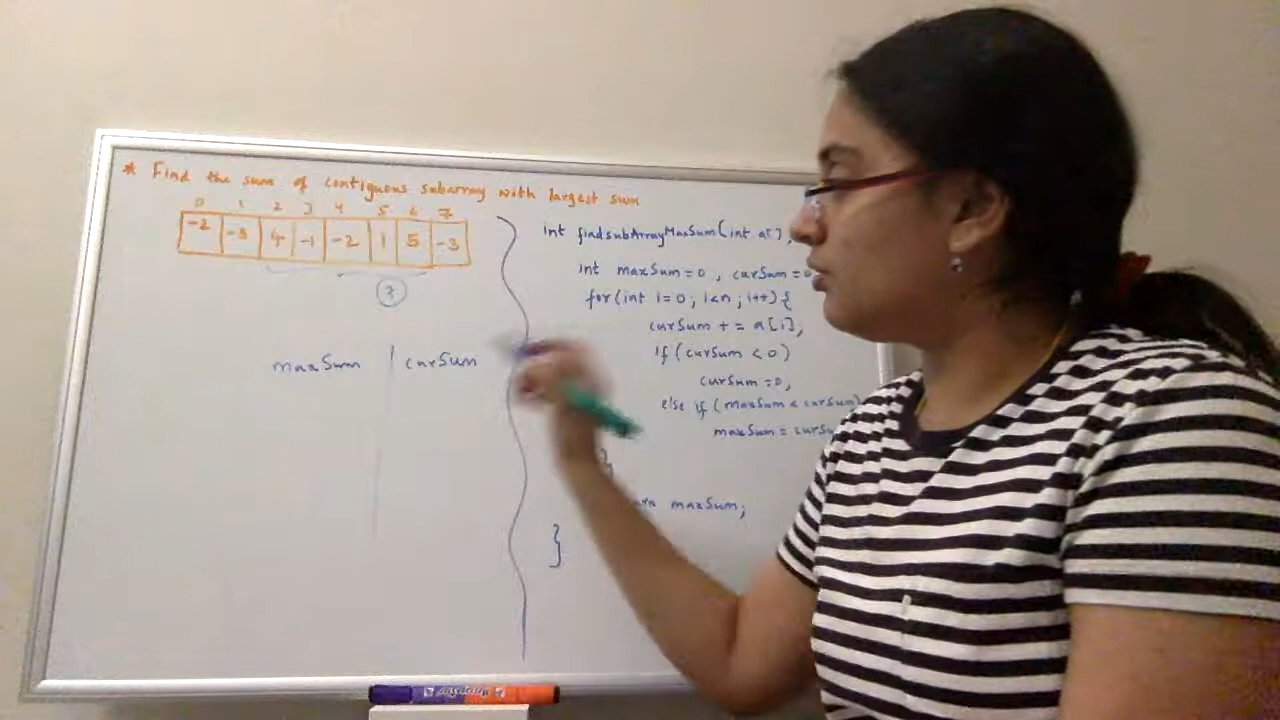 * Find the sum of contiguous subarray with largest sum
0 1 2 3 4 5 6 7
-2 -3 4 -1 -2 1 5 -3
7
maxSum | curSum
int findSubArrayMaxSum(int a[],
int maxSum=0, curSum=0
for(int i=0; i<n; i++){
curSum += a[i],
if (curSum < 0)
curSum =0,
else if (maxSum < curSum)
maxSum = curSu
}
maxSum;
}